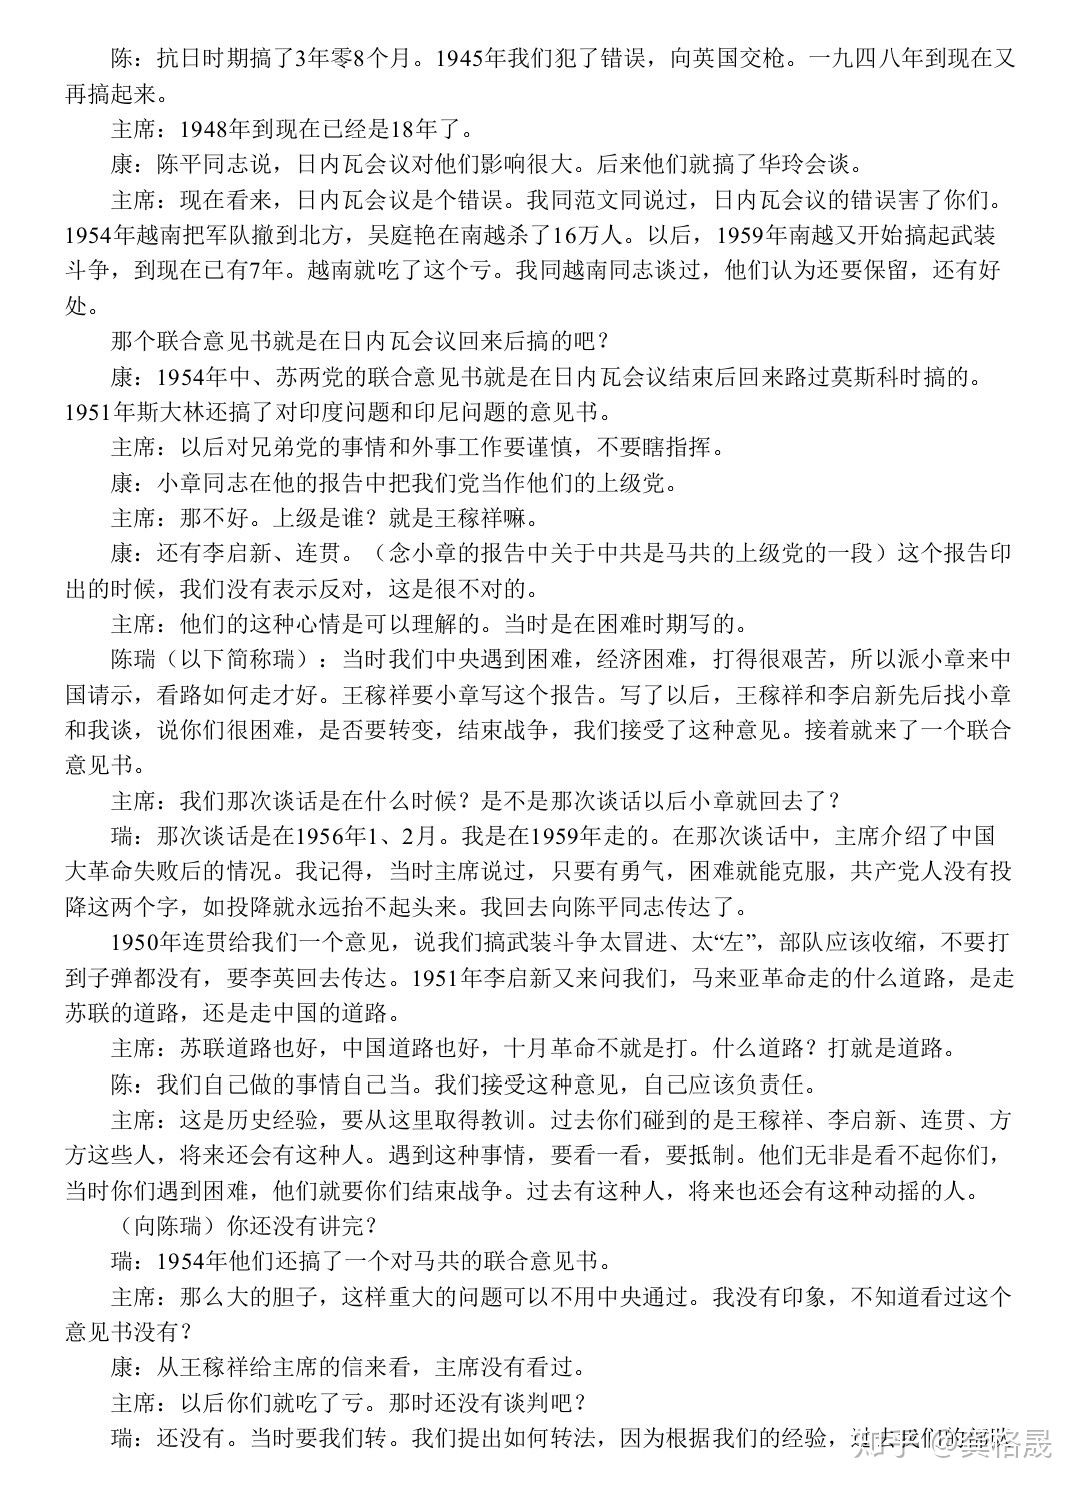 陈：抗日时期搞了3年零8个月。1945年我们犯了错误，向英国交枪。一九四八年到现在又
再搞起来。
主席：1948年到现在已经是18年了。
康：陈平同志说，日内瓦会议对他们影响很大。后来他们就搞了华玲会谈。
主席：现在看来，日内瓦会议是个错误。我同范文同说过，日内瓦会议的错误害了你们。
1954年越南把军队撤到北方，吴庭艳在南越杀了16万人。以后，1959年南越又开始搞起武装
斗争，到现在已有7年。越南就吃了这个亏。我同越南同志谈过，他们认为还要保留，还有好
处。
那个联合意见书就是在日内瓦会议回来后搞的吧？
康：1954年中、苏两党的联合意见书就是在日内瓦会议结束后回来路过莫斯科时搞的。
1951年斯大林还搞了对印度问题和印尼问题的意见书。
主席：以后对兄弟党的事情和外事工作要谨慎，不要瞎指挥。
康：小章同志在他的报告中把我们党当作他们的上级党。
主席：那不好。上级是谁？就是王稼祥嘛。
康：还有李启新、连贯。（念小章的报告中关于中共是马共的上级党的一段）这个报告印
出的时候，我们没有表示反对，这是很不对的。
主席：他们的这种心情是可以理解的。当时是在困难时期写的。
陈瑞（以下简称瑞）：当时我们中央遇到困难，经济困难，打得很艰苦，所以派小章来中
国请示，看路如何走才好。王稼祥要小章写这个报告。写了以后，王稼祥和李启新先后找小章
和我谈，说你们很困难，是否要转变，结束战争，我们接受了这种意见。接着就来了一个联合
意见书。
主席：我们那次谈话是在什么时候？是不是那次谈话以后小章就回去了？
瑞：那次谈话是在1956年1、2月。我是在1959年走的。在那次谈话中，主席介绍了中国
大革命失败后的情况。我记得，当时主席说过，只要有勇气，困难就能克服，共产党人没有投
降这两个字，如投降就永远抬不起头来。我回去向陈平同志传达了。
1950年连贯给我们一个意见，说我们搞武装斗争太冒进、太“左”，部队应该收缩，不要打
到子弹都没有，要李英回去传达。1951年李启新又来问我们，马来亚革命走的什么道路，是走
苏联的道路，还是走中国的道路。
主席：苏联道路也好，中国道路也好，十月革命不就是打。什么道路？打就是道路。
陈：我们自己做的事情自己当。我们接受这种意见，自己应该负责任。
主席：这是历史经验，要从这里取得教训。过去你们碰到的是王稼祥、李启新、连贯、方
方这些人，将来还会有这种人。遇到这种事情，要看一看，要抵制。他们无非是看不起你们，
当时你们遇到困难，他们就要你们结束战争。过去有这种人，将来也还会有这种动摇的人。
（向陈瑞）你还没有讲完？
瑞：1954年他们还搞了一个对马共的联合意见书。
主席：那么大的胆子，这样重大的问题可以不用中央通过。我没有印象，不知道看过这个
意见书没有？
康：从王稼祥给主席的信来看，主席没有看过。
主席：以后你们就吃了亏。那时还没有谈判吧？
瑞：还没有。当时要我们转。我们提出如何转法，因为根据我们的经验，过去我们的部队
知乎 @龚格晟